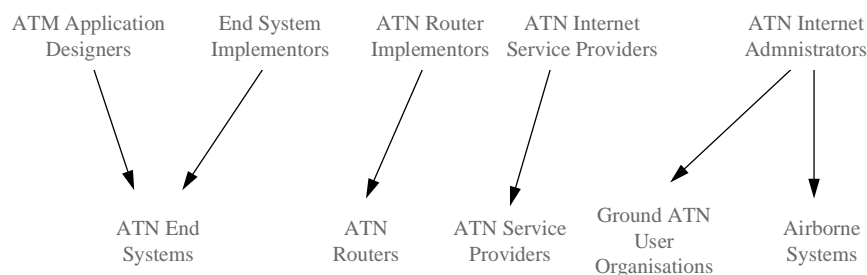 ATM Application
Designers
End System
Implementors
ATN Router
Implementors
ATN Internet
Service Providers
ATN Internet
Admnistrators
ATN End
Systems
ATN
Routers
ATN Service
Providers
Ground ATN
User
Organisations
Airborne
Systems